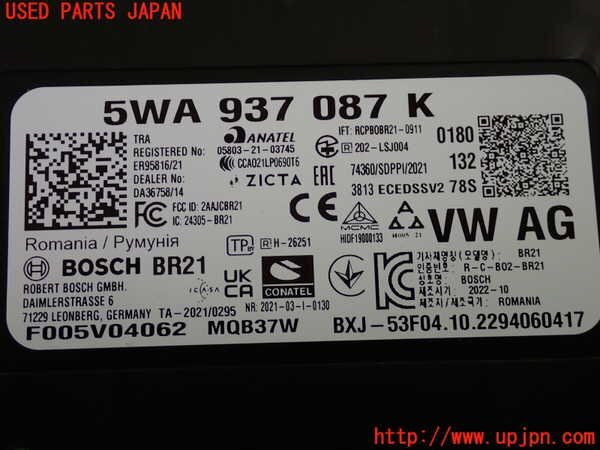 USED PARTS JAPAN
5WA 937 087 K
TRA
REGISTERED No:
ER95816/21
DEALER No:
DA36758/14
ANATEL
05803-21-03745
CCAO21LP0690T6
ZICTA EAC
IFT: RCPBOBR21-0911
R 202-LSJ004
74360/SDPPI/2021
3813 ECEDSSV2 78S
0180
132
FC FCC ID: 2AAJCBR21
IC: 24305-BR21
CE
MCMC
HIDF19000133
VW AG
Romania / Румунія
TP
R H-26251
BOSCH BR21
ROBERT BOSCH GMBH.
DAIMLERSTRASSE 6
71229 LEONBERG, GERMANY
ICASA
TA-2021/0295
UK CA
CONATEL
NR: 2021-03-I-0130
기자재명칭(모델명): BR21
인증번호: R-C-BO2-BR21
상호: BOSCH
제조시기: 2022-10
제조자/제조국: ROMANIA
F005V04062 MQB37W BXJ-53F04.10.2294060417
http://www.upjpn.com